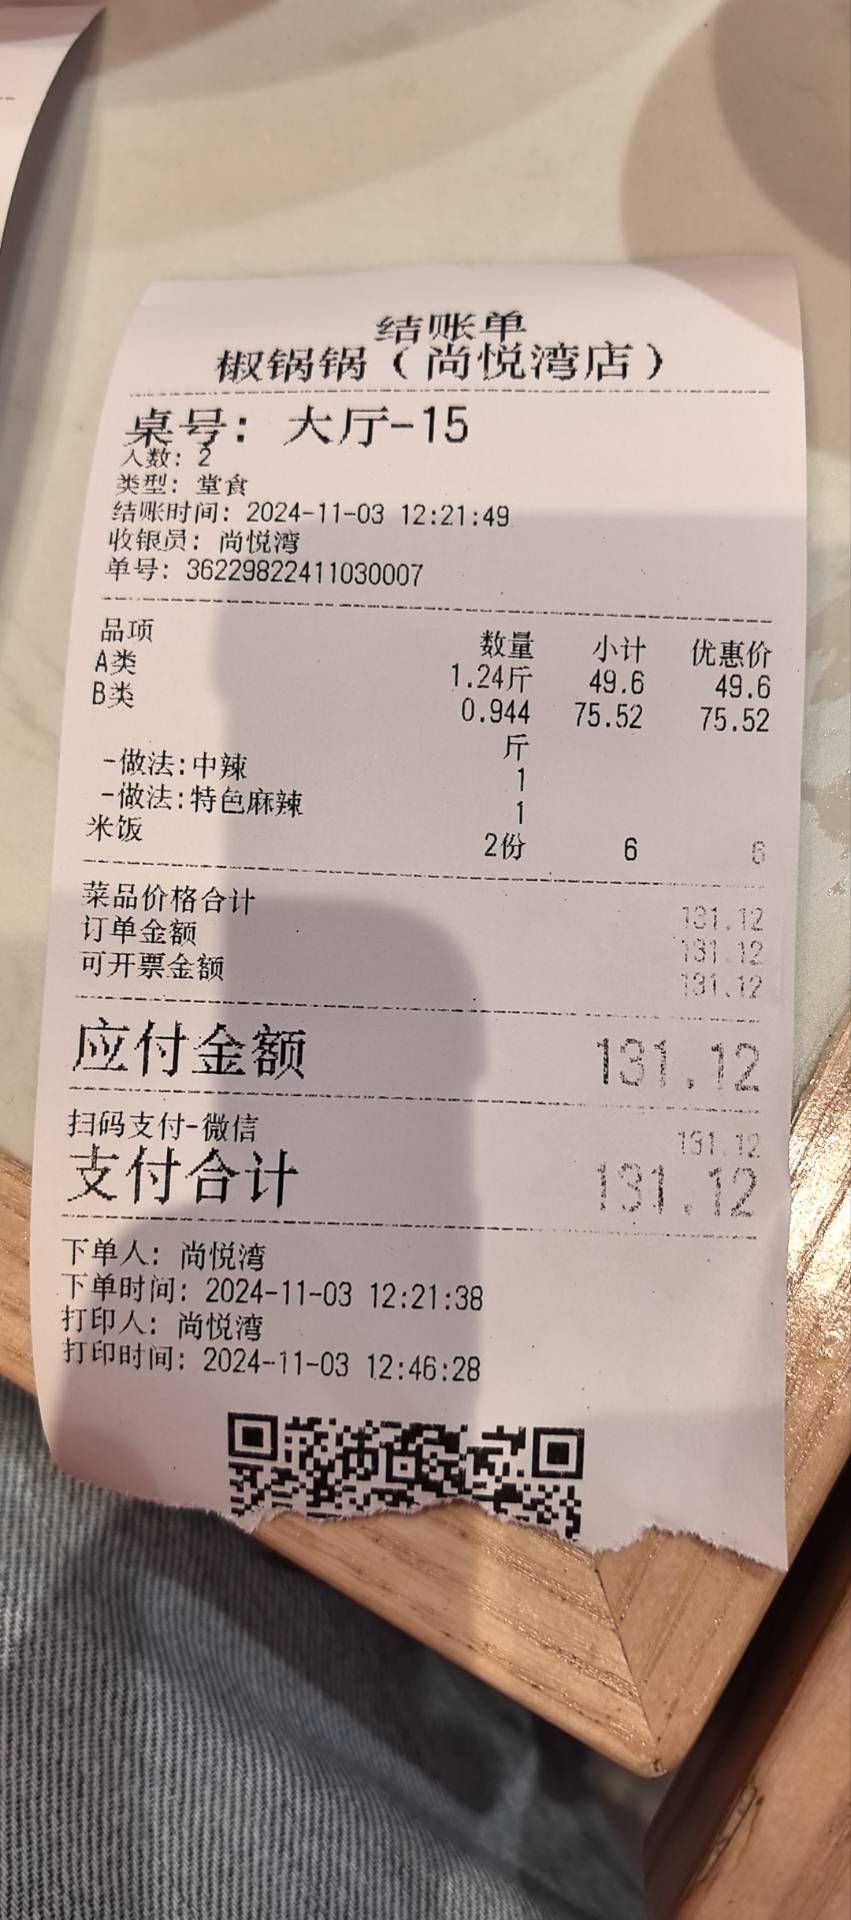 结账单
椒锅锅（尚悦湾店）
桌号：大厅-15
人数：2
类型：堂食
结账时间：2024-11-03 12:21:49
收银员：尚悦湾
单号：36229822411030007
品项 数量 小计 优惠价
A类 1.24斤 49.6 49.6
B类 0.944 75.52 75.52
斤
-做法:中辣 1
-做法:特色麻辣 1
米饭 2份 6 6
菜品价格合计 131.12
订单金额 131.12
可开票金额 131.12
应付金额 131.12
扫码支付-微信 131.12
支付合计 131.12
下单人：尚悦湾
下单时间：2024-11-03 12:21:38
打印人：尚悦湾
打印时间：2024-11-03 12:46:28